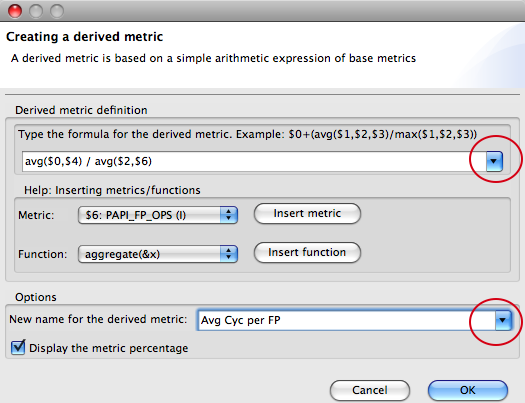 Creating a derived metric
A derived metric is based on a simple arithmetic expression of base metrics
Derived metric definition
Type the formula for the derived metric. Example: $0+(avg($1,$2,$3)/max($1,$2,$3))
avg($0,$4) / avg($2,$6)
Help: Inserting metrics/functions
Metric: $6: PAPI_FP_OPS (I) Insert metric
Function: aggregate(&x) Insert function
Options
New name for the derived metric: Avg Cyc per FP
Display the metric percentage
Cancel OK